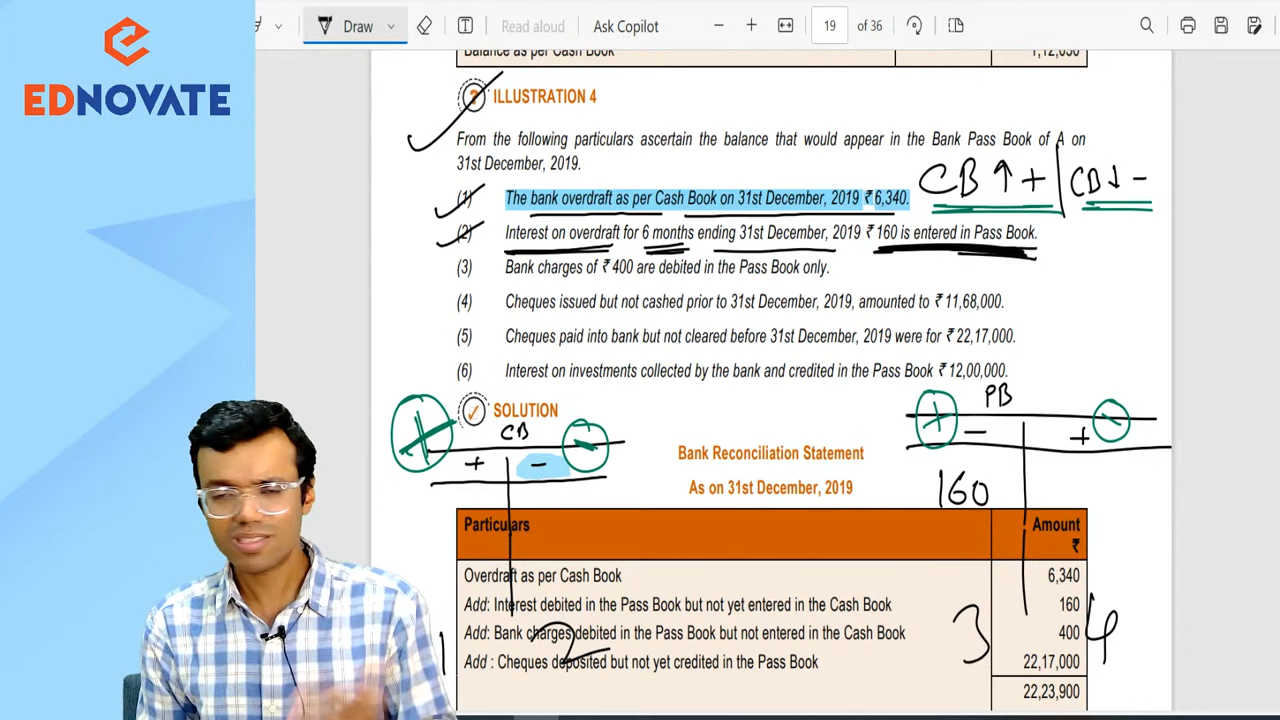 Draw
Read aloud
Ask Copilot
19
of 36
EDNOVATE
Balance as per Cash Book 1,12,050
? ILLUSTRATION 4
From the following particulars ascertain the balance that would appear in the Bank Pass Book of A on
31st December, 2019.
CB ↑ + | CB ↓ -
(1) The bank overdraft as per Cash Book on 31st December, 2019 ₹ 6,340.
(2) Interest on overdraft for 6 months ending 31st December, 2019 ₹ 160 is entered in Pass Book.
(3) Bank charges of ₹ 400 are debited in the Pass Book only.
(4) Cheques issued but not cashed prior to 31st December, 2019, amounted to ₹ 11,68,000.
(5) Cheques paid into bank but not cleared before 31st December, 2019 were for ₹ 22,17,000.
(6) Interest on investments collected by the bank and credited in the Pass Book ₹ 12,00,000.
SOLUTION
CB
+ -
PB
- +
160
Bank Reconciliation Statement
As on 31st December, 2019
Particulars Amount
₹
Overdraft as per Cash Book 6,340
Add: Interest debited in the Pass Book but not yet entered in the Cash Book 160
Add: Bank charges debited in the Pass Book but not entered in the Cash Book 400
Add : Cheques deposited but not yet credited in the Pass Book 22,17,000
22,23,900
1 2 3 4